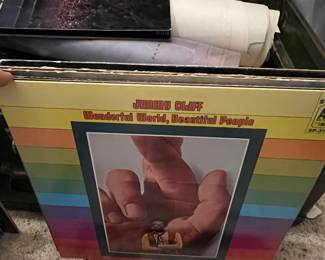 JIMMY CLIFF
Wonderful World, Beautiful People